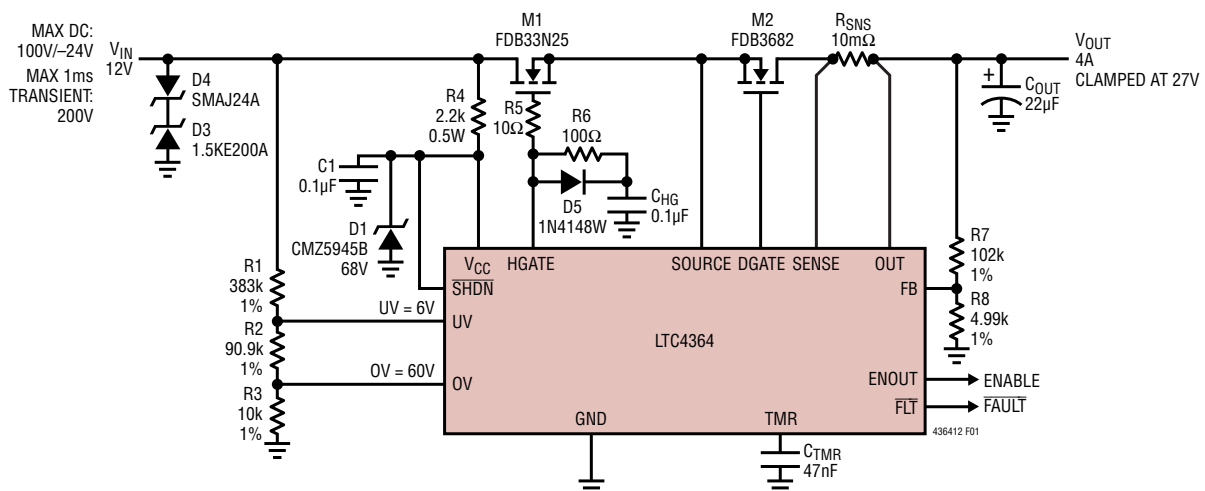 MAX DC:
100V/–24V
MAX 1ms
TRANSIENT:
200V
VIN
12V
D4
SMAJ24A
D3
1.5KE200A
R4
2.2k
0.5W
M1
FDB33N25
R5
10Ω
R6
100Ω
D5
1N4148W
CHG
0.1µF
M2
FDB3682
RSNS
10mΩ
VOUT
4A
CLAMPED AT 27V
+
COUT
22µF
C1
0.1µF
D1
CMZ5945B
68V
R1
383k
1%
R2
90.9k
1%
R3
10k
1%
UV = 6V
OV = 60V
VCC
HGATE
SOURCE
DGATE
SENSE
OUT
SHDN
UV
OV
LTC4364
FB
ENOUT
FLT
GND
TMR
R7
102k
1%
R8
4.99k
1%
ENABLE
FAULT
436412 F01
CTMR
47nF